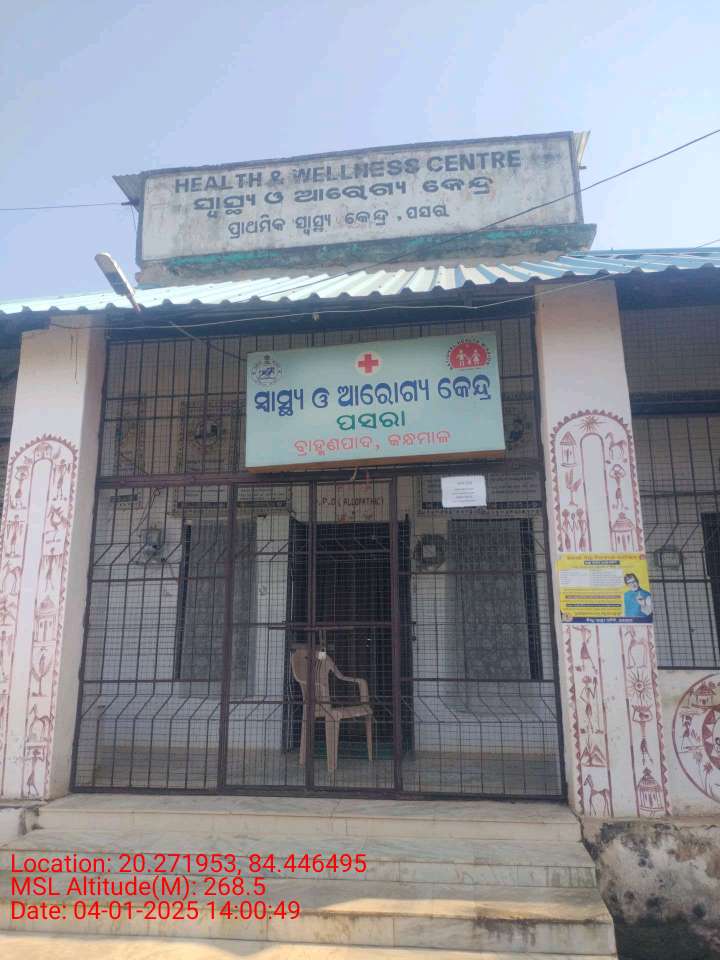 HEALTH & WELLNESS CENTRE
ସ୍ୱାସ୍ଥ୍ୟ ଓ ଆରୋଗ୍ୟ କେନ୍ଦ୍ର
ପ୍ରାଥମିକ ସ୍ୱାସ୍ଥ୍ୟ କେନ୍ଦ୍ର, ପସରା
ସ୍ୱାସ୍ଥ୍ୟ ଓ ଆରୋଗ୍ୟ କେନ୍ଦ୍ର
ପସରା
ବ୍ରାହ୍ମଣପାଦ, କନ୍ଧମାଳ
(ALLOPATHIC)
Location: 20.271953, 84.446495
MSL Altitude(M): 268.5
Date: 04-01-2025 14:00:49